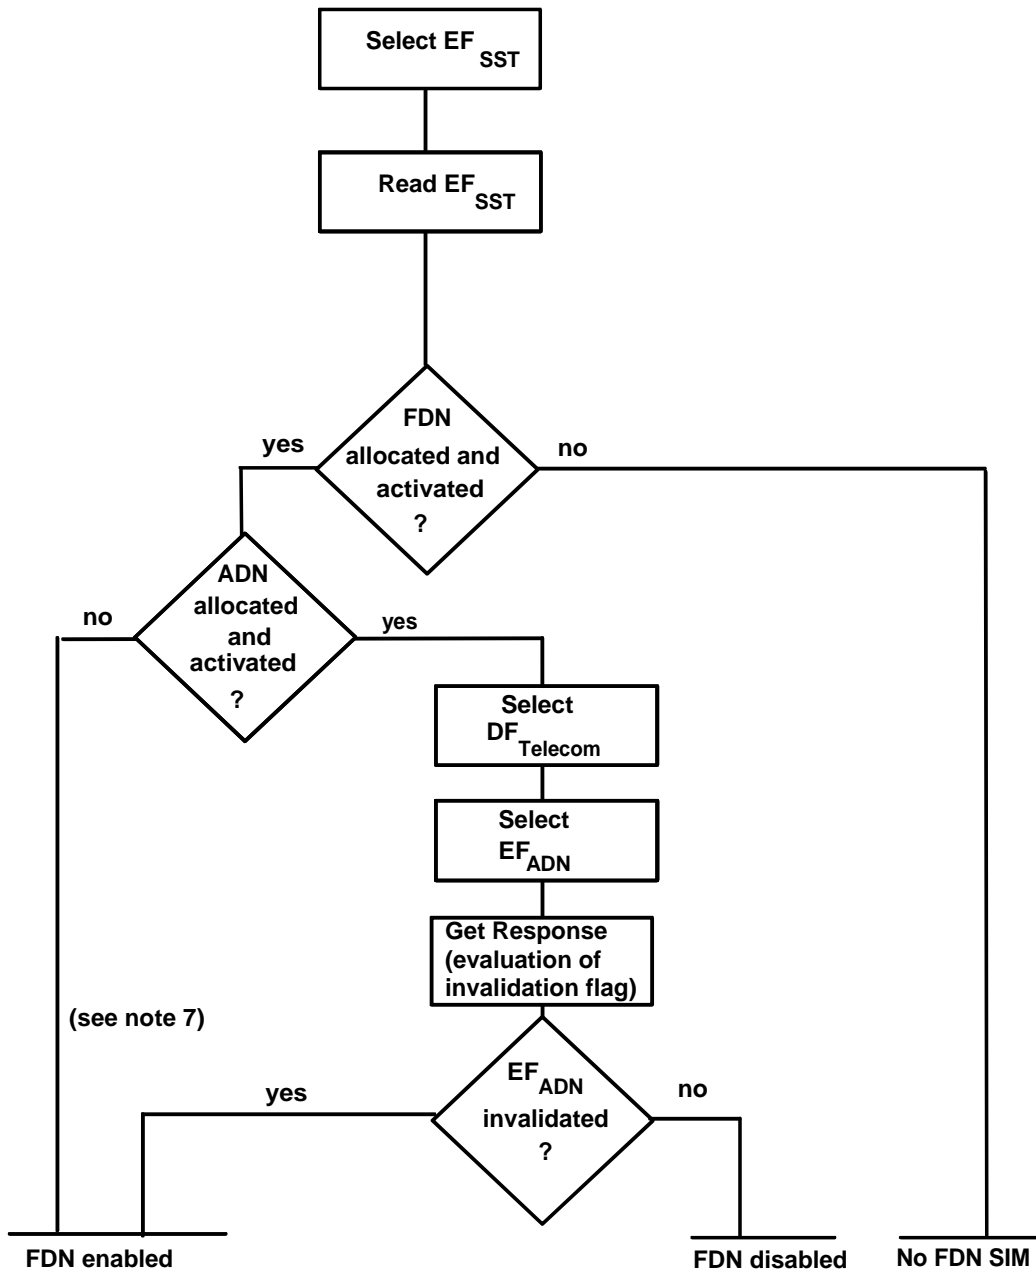 Select EF SST
Read EF SST
FDN
allocated and
activated
?
yes
no
ADN
allocated
and
activated
?
no
yes
Select
DF Telecom
Select
EF ADN
Get Response
(evaluation of
invalidation flag)
(see note 7)
EF ADN
invalidated
?
yes
no
FDN enabled
FDN disabled
No FDN SIM